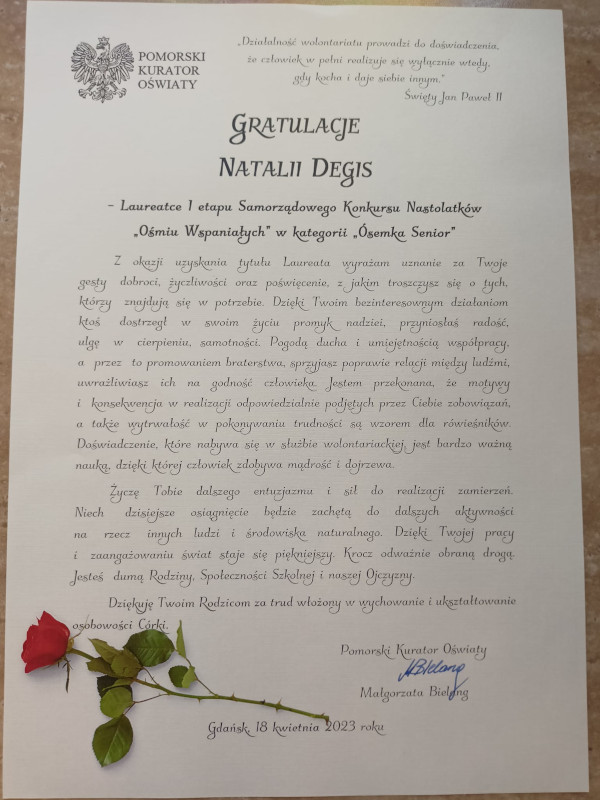 POMORSKI
KURATOR
OŚWIATY
„Działalność wolontariatu prowadzi do doświadczenia,
że człowiek w pełni realizuje się wyłącznie wtedy,
gdy kocha i daje siebie innym."
Święty Jan Paweł II
GRATULACJE
NATALII DEGIS
– Laureatce I etapu Samorządowego Konkursu Nastolatków
„Ośmiu Wspaniałych" w kategorii „Ósemka Senior"
Z okazji uzyskania tytułu Laureata wyrażam uznanie za Twoje
gesty dobroci, życzliwości oraz poświęcenie, z jakim troszczysz się o tych,
którzy znajdują się w potrzebie. Dzięki Twoim bezinteresownym działaniom
ktoś dostrzegł w swoim życiu promyk nadziei, przyniosłaś radość,
ulgę w cierpieniu, samotności. Pogodą ducha i umiejętnością współpracy,
a przez to promowaniem braterstwa, sprzyjasz poprawie relacji między ludźmi,
uwrażliwiasz ich na godność człowieka. Jestem przekonana, że motywy
i konsekwencja w realizacji odpowiedzialnie podjętych przez Ciebie zobowiązań,
a także wytrwałość w pokonywaniu trudności są wzorem dla rówieśników.
Doświadczenie, które nabywa się w służbie wolontariackiej, jest bardzo ważną
nauką, dzięki której człowiek zdobywa mądrość i dojrzewa.
Życzę Tobie dalszego entuzjazmu i sił do realizacji zamierzeń.
Niech dzisiejsze osiągnięcie będzie zachętą do dalszych aktywności
na rzecz innych ludzi i środowiska naturalnego. Dzięki Twojej pracy
i zaangażowaniu świat staje się piękniejszy. Krocz odważnie obraną drogą.
Jesteś dumą Rodziny, Społeczności Szkolnej i naszej Ojczyzny.
Dziękuję Twoim Rodzicom za trud włożony w wychowanie i ukształtowanie
osobowości Córki.
Pomorski Kurator Oświaty
MBielang
Małgorzata Bielang
Gdańsk, 18 kwietnia 2023 roku